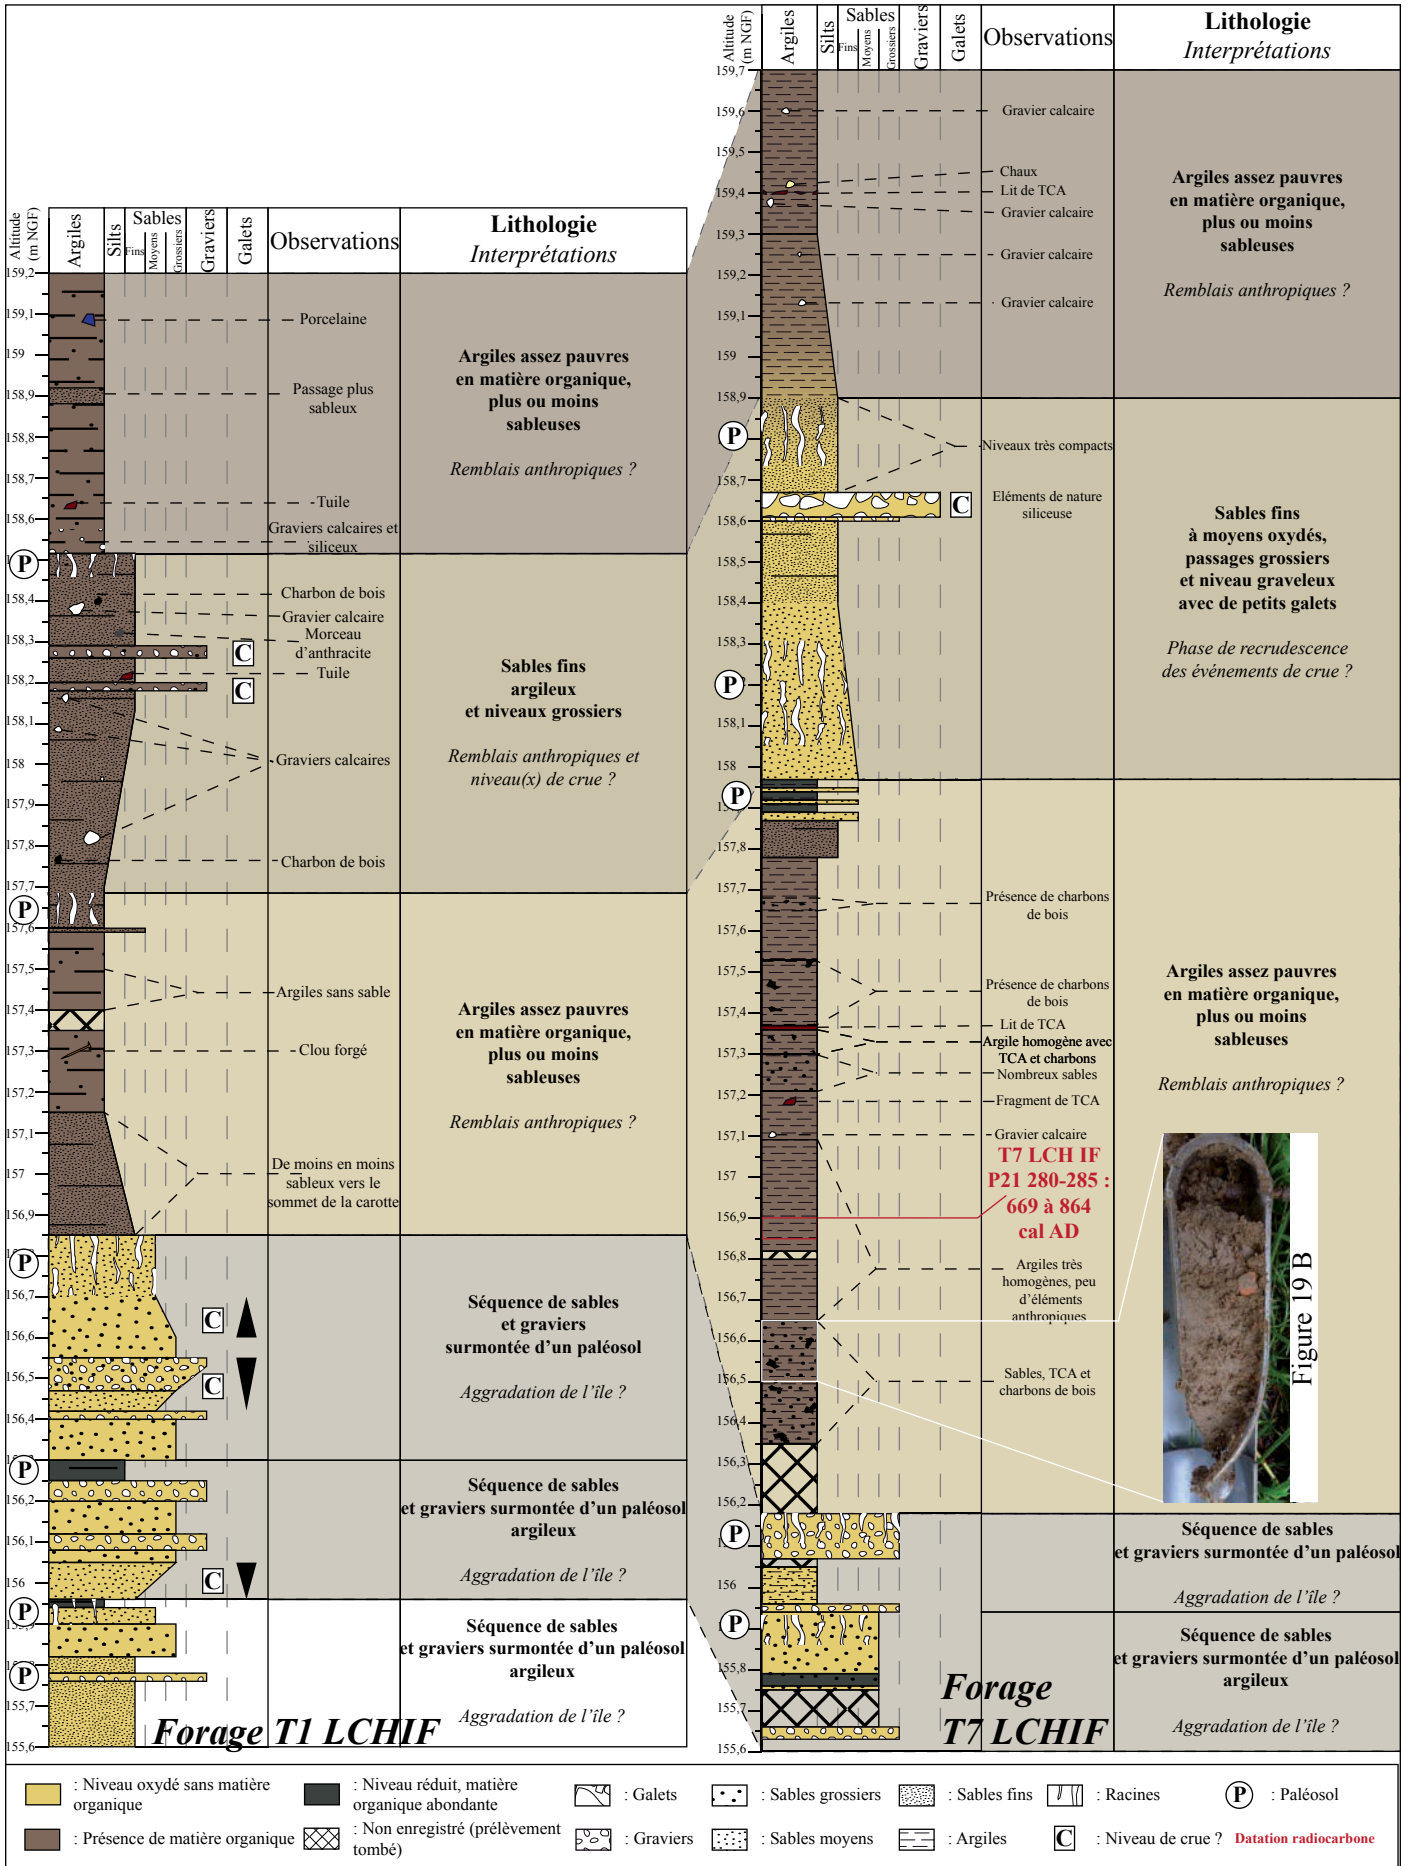 Altitude
(m NGF)
Argiles
Silts
Sables
Fins
Moyens
Grossiers
Graviers
Galets
Observations
Lithologie
Interprétations
159,2
159,1
159
158,9
158,8
158,7
158,6
158,4
158,3
158,2
158,1
158
157,9
157,8
157,7
157,6
157,5
157,4
157,3
157,2
157,1
157
156,9
156,7
156,6
156,5
156,4
156,2
156,1
156
155,7
155,6
P
P
P
P
P
P
C
C
C
C
C
Porcelaine
Passage plus
sableux
Tuile
Graviers calcaires et
siliceux
Charbon de bois
Gravier calcaire
Morceau
d’anthracite
Tuile
Graviers calcaires
Charbon de bois
Argiles sans sable
Clou forgé
De moins en moins
sableux vers le
sommet de la carotte
Argiles assez pauvres
en matière organique,
plus ou moins
sableuses
Remblais anthropiques ?
Sables fins
argileux
et niveaux grossiers
Remblais anthropiques et
niveau(x) de crue ?
Argiles assez pauvres
en matière organique,
plus ou moins
sableuses
Remblais anthropiques ?
Séquence de sables
et graviers
surmontée d’un paléosol
Aggradation de l’île ?
Séquence de sables
et graviers surmontée d’un paléosol
argileux
Aggradation de l’île ?
Séquence de sables
et graviers surmontée d’un paléosol
argileux
Aggradation de l’île ?
Forage T1 LCHIF
Altitude
(m NGF)
Argiles
Silts
Sables
Fins
Moyens
Grossiers
Graviers
Galets
Observations
Lithologie
Interprétations
159,7
159,6
159,5
159,4
159,3
159,2
159,1
159
158,9
158,7
158,6
158,5
158,4
158,3
158,1
158
157,8
157,7
157,6
157,5
157,4
157,3
157,2
157,1
157
156,9
156,8
156,7
156,6
156,5
156,4
156,3
156,2
156
155,8
155,7
155,6
P
P
P
P
P
C
Gravier calcaire
Chaux
Lit de TCA
Gravier calcaire
Gravier calcaire
Gravier calcaire
Niveaux très compacts
Eléments de nature
siliceuse
Présence de charbons
de bois
Présence de charbons
de bois
Lit de TCA
Argile homogène avec
TCA et charbons
Nombreux sables
Fragment de TCA
Gravier calcaire
T7 LCH IF
P21 280-285 :
669 à 864
cal AD
Argiles très
homogènes, peu
d’éléments
anthropiques
Sables, TCA et
charbons de bois
Argiles assez pauvres
en matière organique,
plus ou moins
sableuses
Remblais anthropiques ?
Sables fins
à moyens oxydés,
passages grossiers
et niveau graveleux
avec de petits galets
Phase de recrudescence
des événements de crue ?
Argiles assez pauvres
en matière organique,
plus ou moins
sableuses
Remblais anthropiques ?
Figure 19 B
Séquence de sables
et graviers surmontée d’un paléosol
Aggradation de l’île ?
Séquence de sables
et graviers surmontée d’un paléosol
argileux
Aggradation de l’île ?
Forage
T7 LCHIF
: Niveau oxydé sans matière
organique
: Niveau réduit, matière
organique abondante
: Galets
: Sables grossiers
: Sables fins
: Racines
P : Paléosol
: Présence de matière organique
: Non enregistré (prélèvement
tombé)
: Graviers
: Sables moyens
: Argiles
C : Niveau de crue ?
Datation radiocarbone